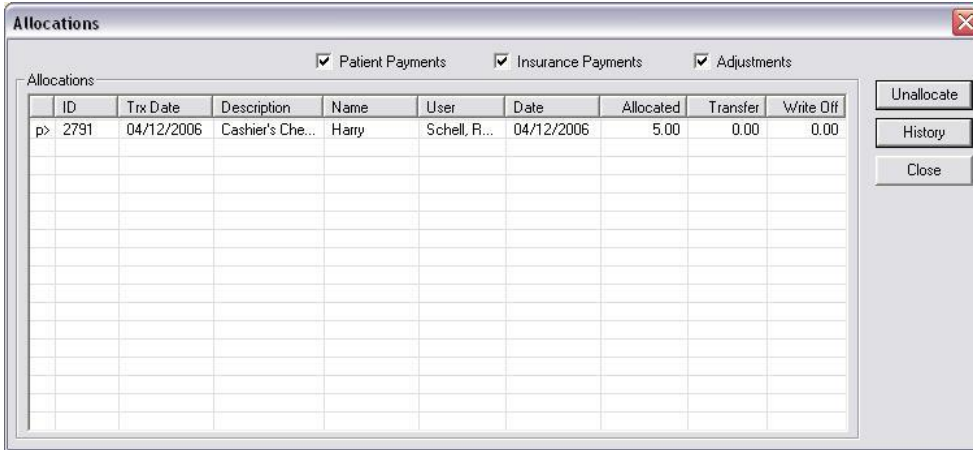 Allocations
Patient Payments Insurance Payments Adjustments
Allocations
ID Trx Date Description Name User Date Allocated Transfer Write Off
p> 2791 04/12/2006 Cashier's Che... Harry Schell, R... 04/12/2006 5.00 0.00 0.00
Unallocate
History
Close